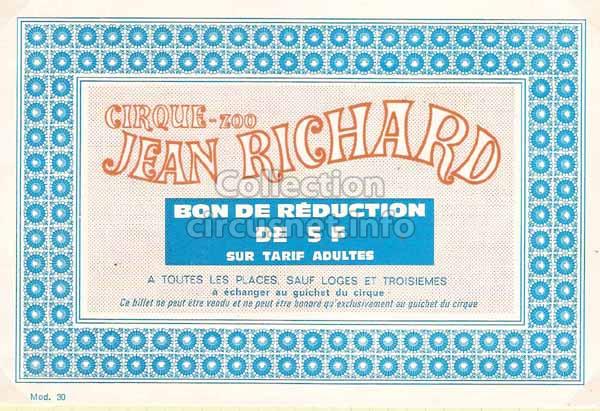 CIRQUE-ZOO
JEAN RICHARD
Collection
BON DE RÉDUCTION
circusnet.info
DE 5 F
SUR TARIF ADULTES
A TOUTES LES PLACES, SAUF LOGES ET TROISIEMES
à échanger au guichet du cirque
Ce billet ne peut être vendu et ne peut être honoré qu'exclusivement au guichet du cirque
Mod. 30